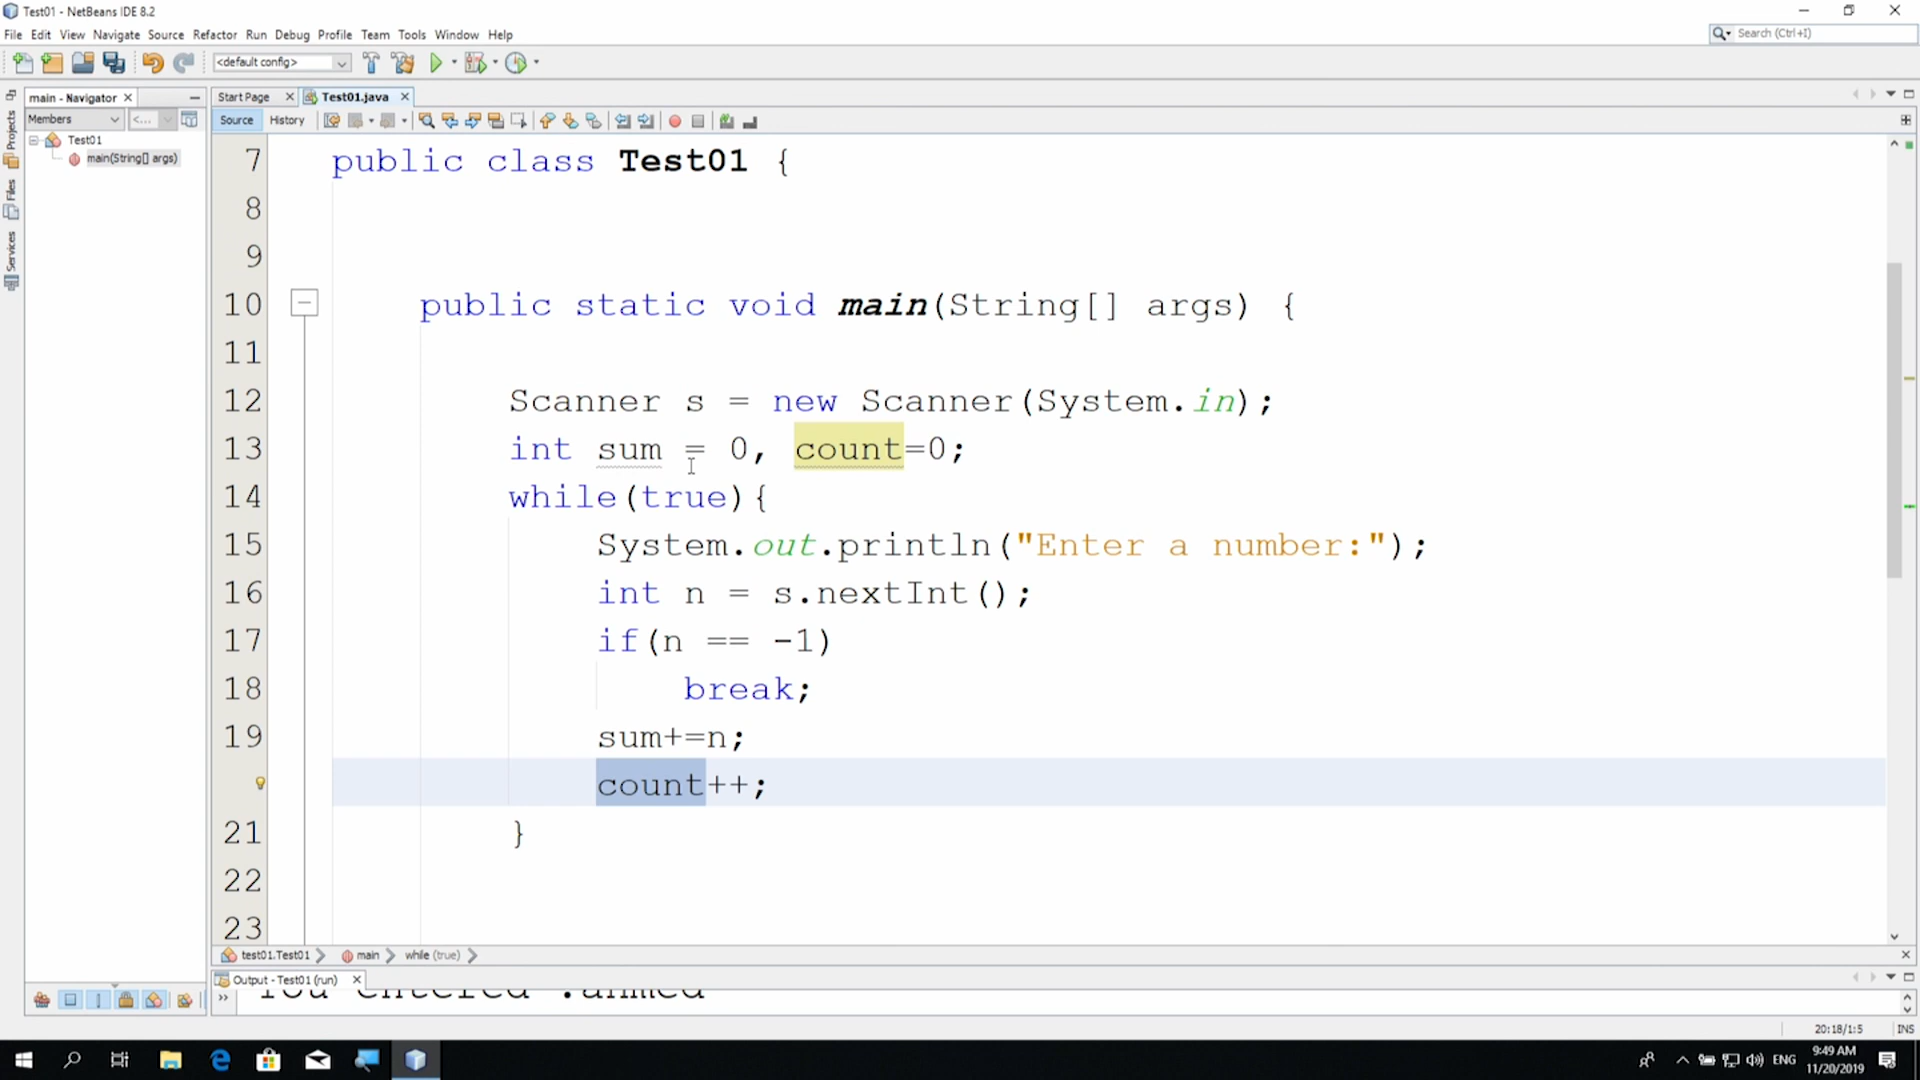 Test01 - NetBeans IDE 8.2
File Edit View Navigate Source Refactor Run Debug Profile Team Tools Window Help
Search (Ctrl+I)
<default config>
main - Navigator
Start Page
Test01.java
Members
<...
Source
History
Projects
Files
Services
Test01
main(String[] args)
7 public class Test01 {
8
9
10 public static void main(String[] args) {
11
12 Scanner s = new Scanner(System.in);
13 int sum = 0, count=0;
14 while(true){
15 System.out.println("Enter a number:");
16 int n = s.nextInt();
17 if(n == -1)
18 break;
19 sum+=n;
count++;
21 }
22
23
test01.Test01
main
while (true)
Output - Test01 (run)
You entered :ahmed
20:18/1:5
INS
ENG
9:49 AM
11/20/2019